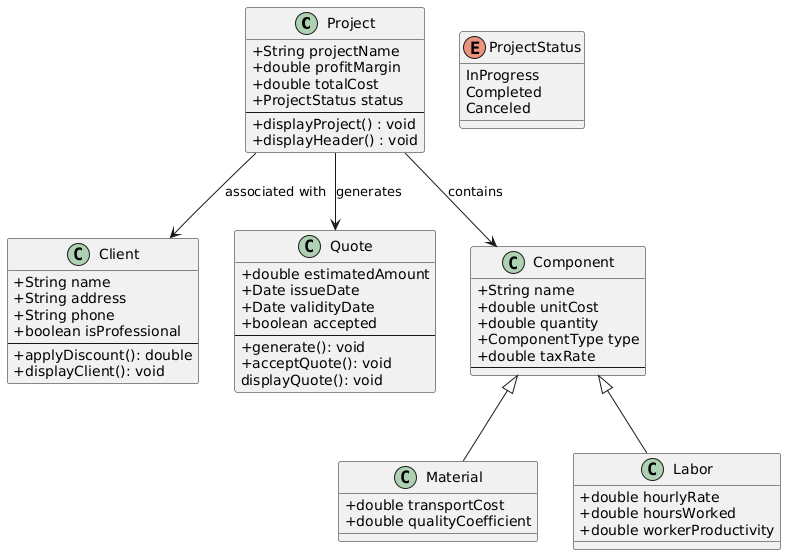 C Project
+String projectName
+double profitMargin
+double totalCost
+ProjectStatus status
+displayProject() : void
+displayHeader() : void
E ProjectStatus
InProgress
Completed
Canceled
associated with
generates
contains
C Client
+String name
+String address
+String phone
+boolean isProfessional
+applyDiscount(): double
+displayClient(): void
C Quote
+double estimatedAmount
+Date issueDate
+Date validityDate
+boolean accepted
+generate(): void
+acceptQuote(): void
displayQuote(): void
C Component
+String name
+double unitCost
+double quantity
+ComponentType type
+double taxRate
C Material
+double transportCost
+double qualityCoefficient
C Labor
+double hourlyRate
+double hoursWorked
+double workerProductivity